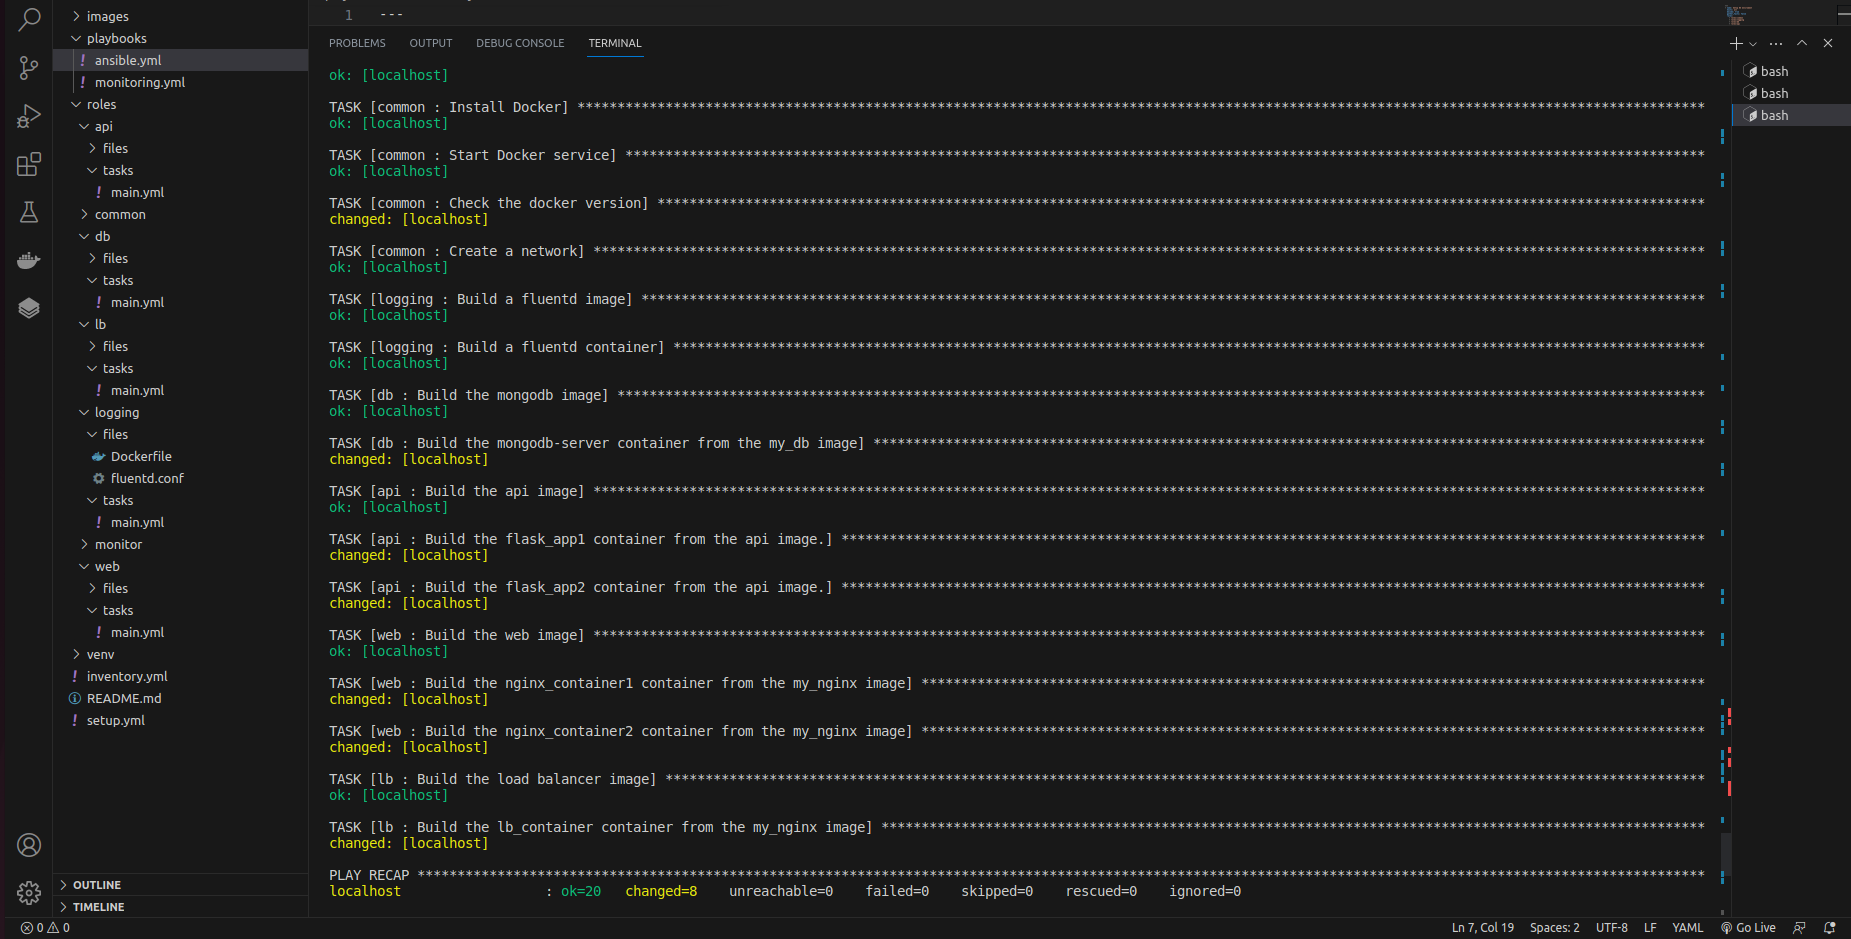 images
playbooks
ansible.yml
monitoring.yml
roles
api
files
tasks
main.yml
common
db
files
tasks
main.yml
lb
files
tasks
main.yml
logging
files
Dockerfile
fluentd.conf
tasks
main.yml
monitor
web
files
tasks
main.yml
venv
inventory.yml
README.md
setup.yml
OUTLINE
TIMELINE
1 ---
PROBLEMS OUTPUT DEBUG CONSOLE TERMINAL
ok: [localhost]
TASK [common : Install Docker] ***
ok: [localhost]
TASK [common : Start Docker service] ***
ok: [localhost]
TASK [common : Check the docker version] ***
changed: [localhost]
TASK [common : Create a network] ***
ok: [localhost]
TASK [logging : Build a fluentd image] ***
ok: [localhost]
TASK [logging : Build a fluentd container] ***
ok: [localhost]
TASK [db : Build the mongodb image] ***
ok: [localhost]
TASK [db : Build the mongodb-server container from the my_db image] ***
changed: [localhost]
TASK [api : Build the api image] ***
ok: [localhost]
TASK [api : Build the flask_app1 container from the api image.] ***
changed: [localhost]
TASK [api : Build the flask_app2 container from the api image.] ***
changed: [localhost]
TASK [web : Build the web image] ***
ok: [localhost]
TASK [web : Build the nginx_container1 container from the my_nginx image] ***
changed: [localhost]
TASK [web : Build the nginx_container2 container from the my_nginx image] ***
changed: [localhost]
TASK [lb : Build the load balancer image] ***
ok: [localhost]
TASK [lb : Build the lb_container container from the my_nginx image] ***
changed: [localhost]
PLAY RECAP ***
localhost : ok=20 changed=8 unreachable=0 failed=0 skipped=0 rescued=0 ignored=0
bash
bash
bash
0 0 Ln 7, Col 19 Spaces: 2 UTF-8 LF YAML Go Live